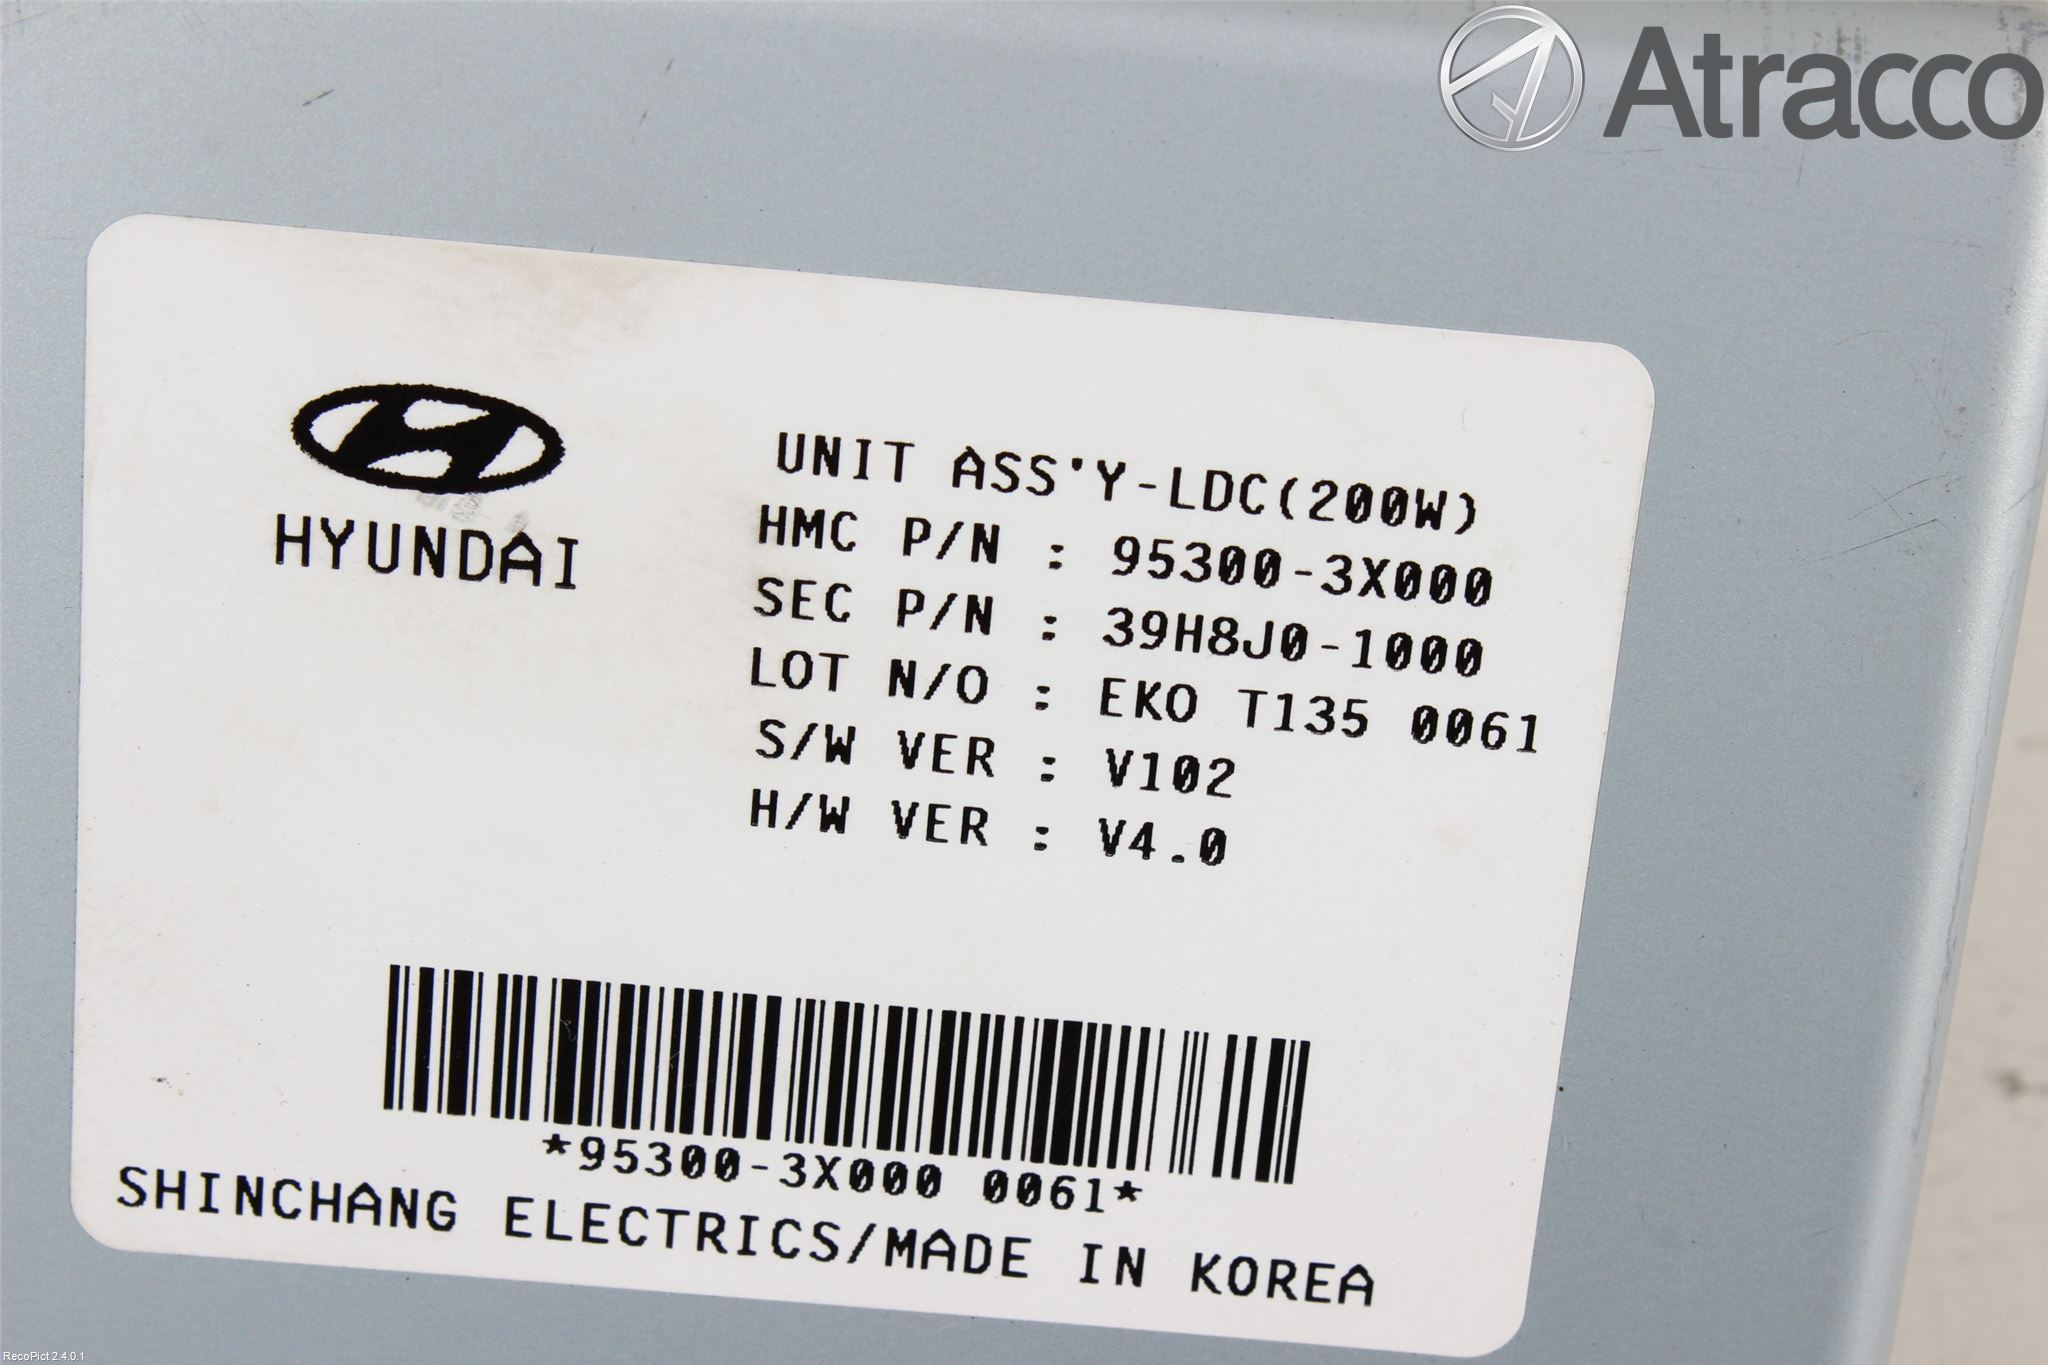 Atracco
HYUNDAI
UNIT ASS'Y-LDC(200W)
HMC P/N : 95300-3X000
SEC P/N : 39H8J0-1000
LOT N/O : EKO T135 0061
S/W VER : V102
H/W VER : V4.0
*95300-3X000 0061*
SHINCHANG ELECTRICS/MADE IN KOREA
RecoPict 2.4.0.1